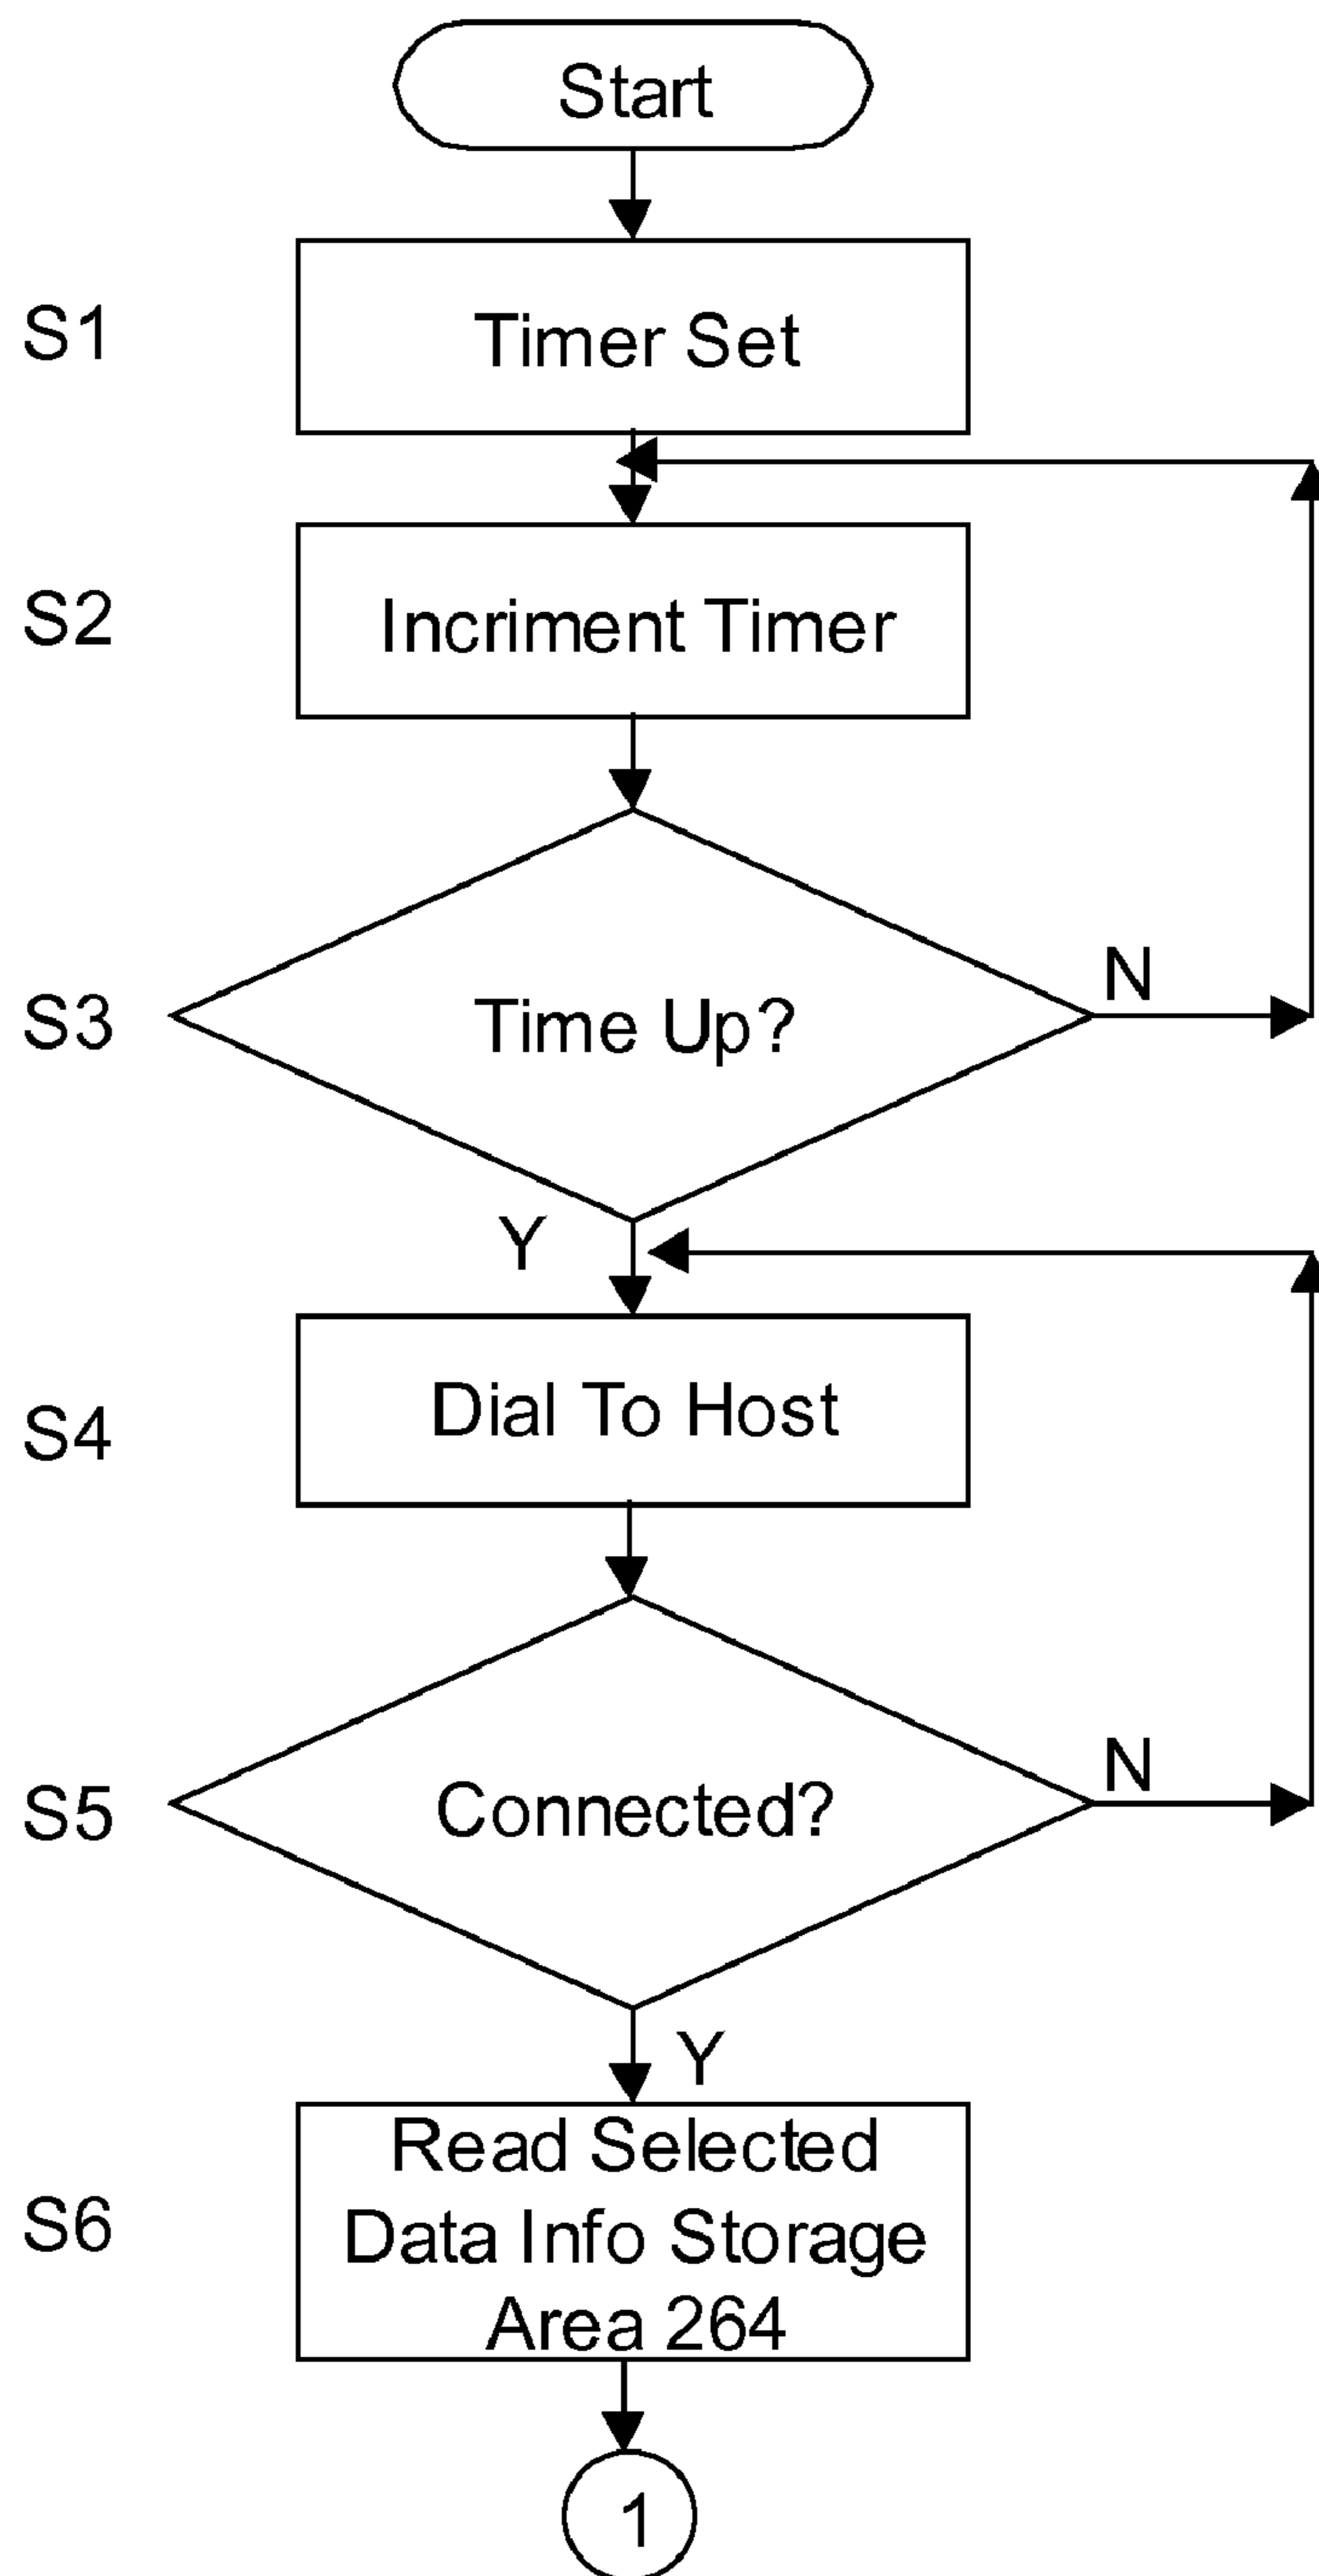 Start
S1
Timer Set
S2
Incriment Timer
S3
Time Up?
N
Y
S4
Dial To Host
S5
Connected?
N
Y
S6
Read Selected
Data Info Storage
Area 264
1